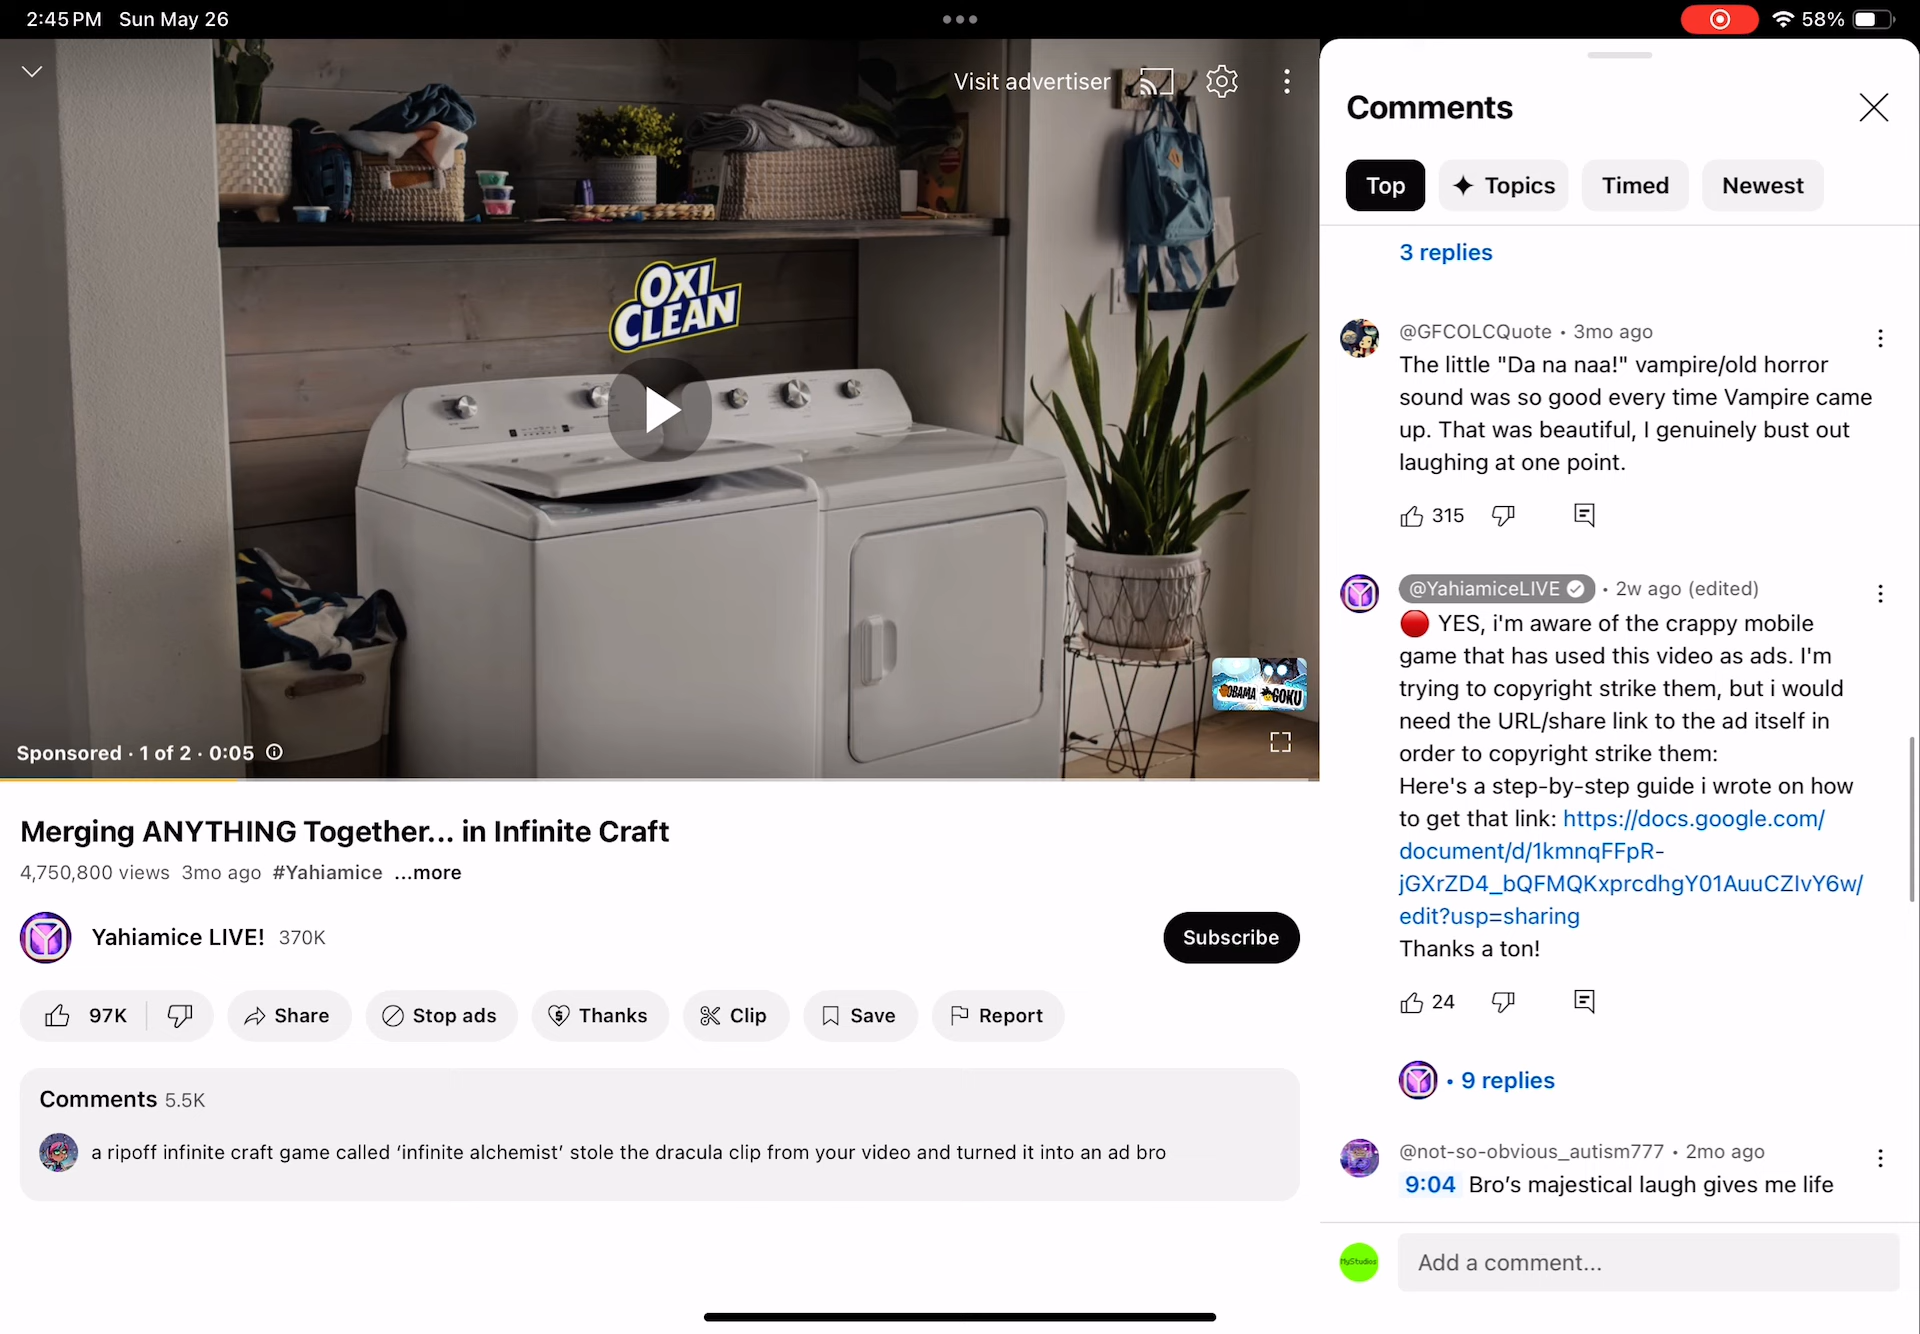 2:45 PM Sun May 26
58%
Visit advertiser
OXI
CLEAN
OBAMA GOKU
Sponsored · 1 of 2 · 0:05
Merging ANYTHING Together... in Infinite Craft
4,750,800 views 3mo ago #Yahiamice ...more
Yahiamice LIVE! 370K
Subscribe
97K
Share
Stop ads
Thanks
Clip
Save
Report
Comments 5.5K
a ripoff infinite craft game called ‘infinite alchemist’ stole the dracula clip from your video and turned it into an ad bro
Comments
Top
Topics
Timed
Newest
3 replies
@GFCOLCQuote · 3mo ago
The little "Da na naa!" vampire/old horror
sound was so good every time Vampire came
up. That was beautiful, I genuinely bust out
laughing at one point.
315
@YahiamiceLIVE · 2w ago (edited)
🔴 YES, i'm aware of the crappy mobile
game that has used this video as ads. I'm
trying to copyright strike them, but i would
need the URL/share link to the ad itself in
order to copyright strike them:
Here's a step-by-step guide i wrote on how
to get that link: https://docs.google.com/
document/d/1kmnqFFpR-
jGXrZD4_bQFMQKxprcdhgY01AuuCZIvY6w/
edit?usp=sharing
Thanks a ton!
24
· 9 replies
@not-so-obvious_autism777 · 2mo ago
9:04 Bro’s majestical laugh gives me life
MyStudios
Add a comment...